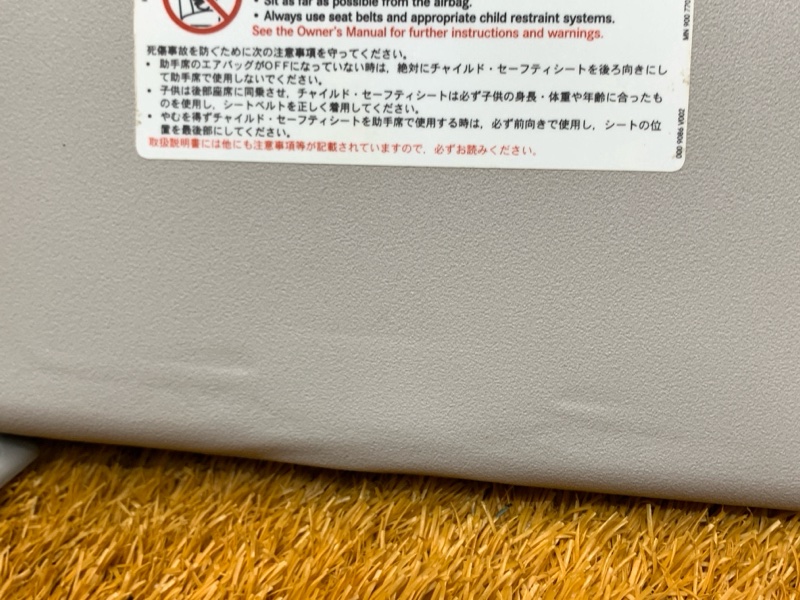 • Sit as far as possible from the airbag.
• Always use seat belts and appropriate child restraint systems.
See the Owner's Manual for further instructions and warnings.
死傷事故を防ぐために次の注意事項を守ってください。
• 助手席のエアバッグがOFFになっていない時は、絶対にチャイルド・セーフティシートを後ろ向きにし
て助手席で使用しないでください。
• 子供は後部座席に同乗させ、チャイルド・セーフティシートは必ず子供の身長・体重や年齢に合ったも
のを使用し、シートベルトを正しく着用してください。
• やむを得ずチャイルド・セーフティシートを助手席で使用する時は、必ず前向きで使用し、シートの位
置を最後部にしてください。
取扱説明書には他にも注意事項等が記載されていますので、必ずお読みください。
MN 900 770
000 9086 V002